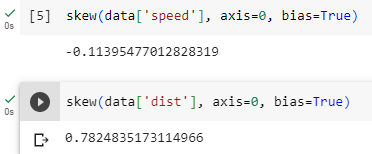 [5] skew(data['speed'], axis=0, bias=True)
0s
-0.11395477012828319
skew(data['dist'], axis=0, bias=True)
0s
0.7824835173114966